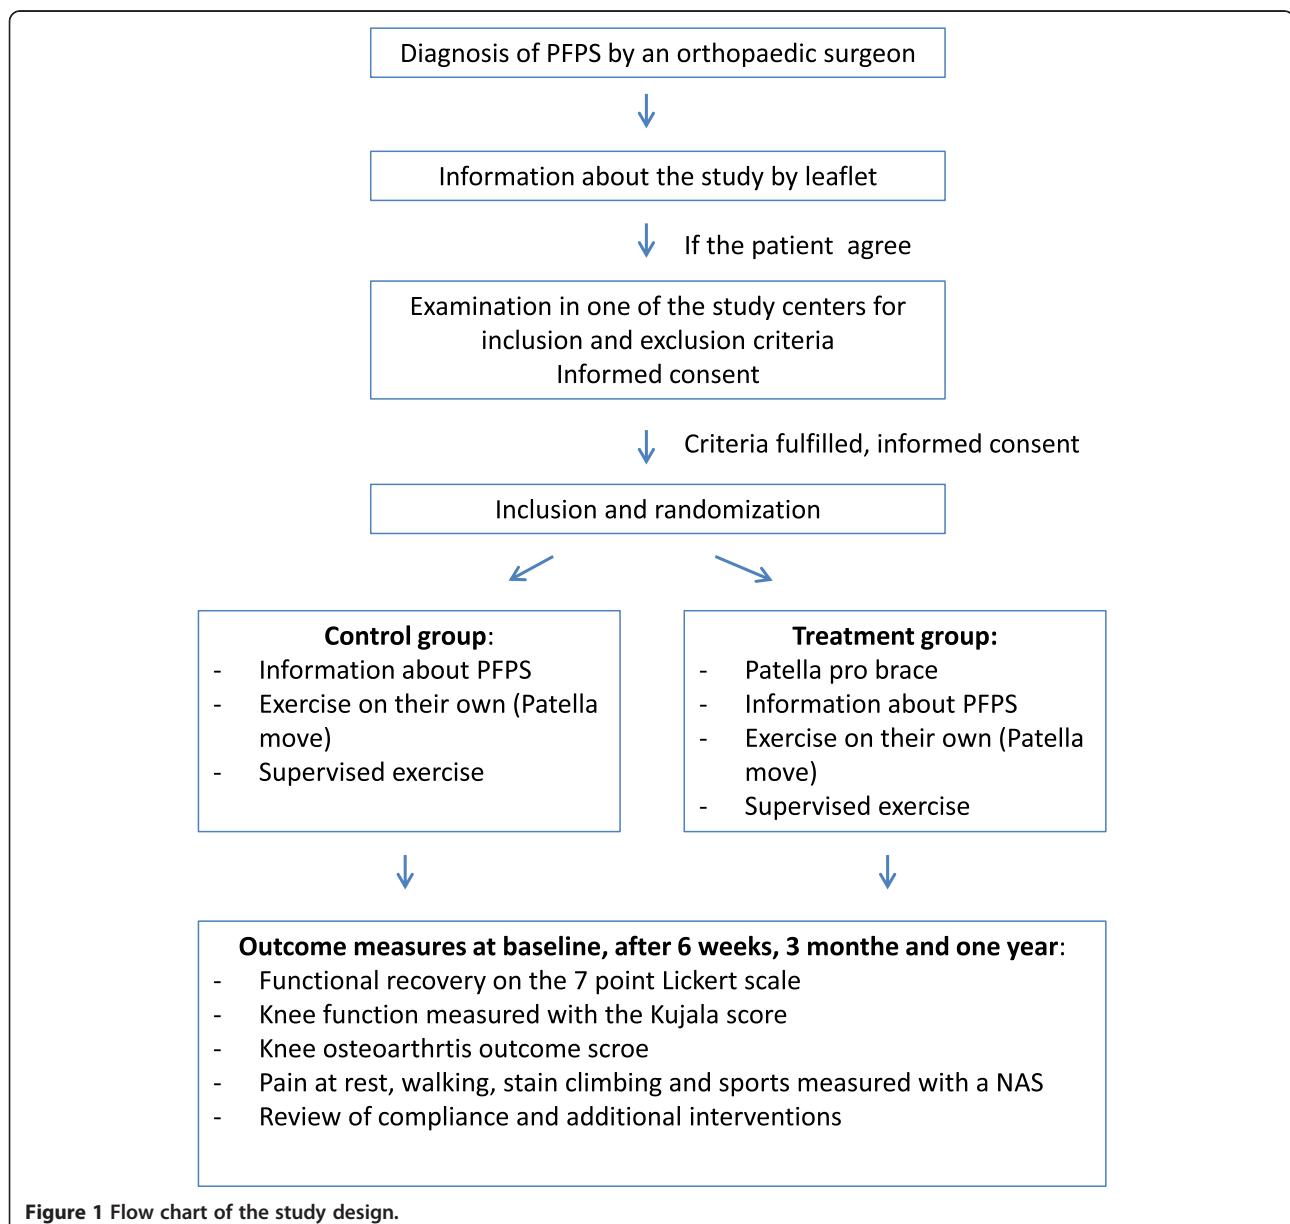 Diagnosis of PFPS by an orthopaedic surgeon
Information about the study by leaflet
If the patient  agree
Examination in one of the study centers for
inclusion and exclusion criteria
Informed consent
Criteria fulfilled, informed consent
Inclusion and randomization
Control group:
- Information about PFPS
- Exercise on their own (Patella
move)
- Supervised exercise
Treatment group:
- Patella pro brace
- Information about PFPS
- Exercise on their own (Patella
move)
- Supervised exercise
Outcome measures at baseline, after 6 weeks, 3 monthe and one year:
- Functional recovery on the 7 point Lickert scale
- Knee function measured with the Kujala score
- Knee osteoarthrtis outcome scroe
- Pain at rest, walking, stain climbing and sports measured with a NAS
- Review of compliance and additional interventions
Figure 1 Flow chart of the study design.